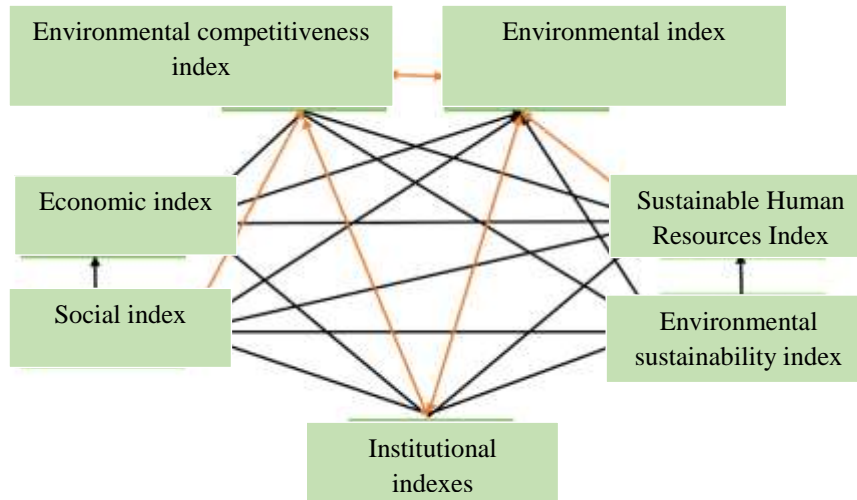 Environmental competitiveness
index
Environmental index
Economic index
Sustainable Human
Resources Index
Social index
Environmental
sustainability index
Institutional
indexes